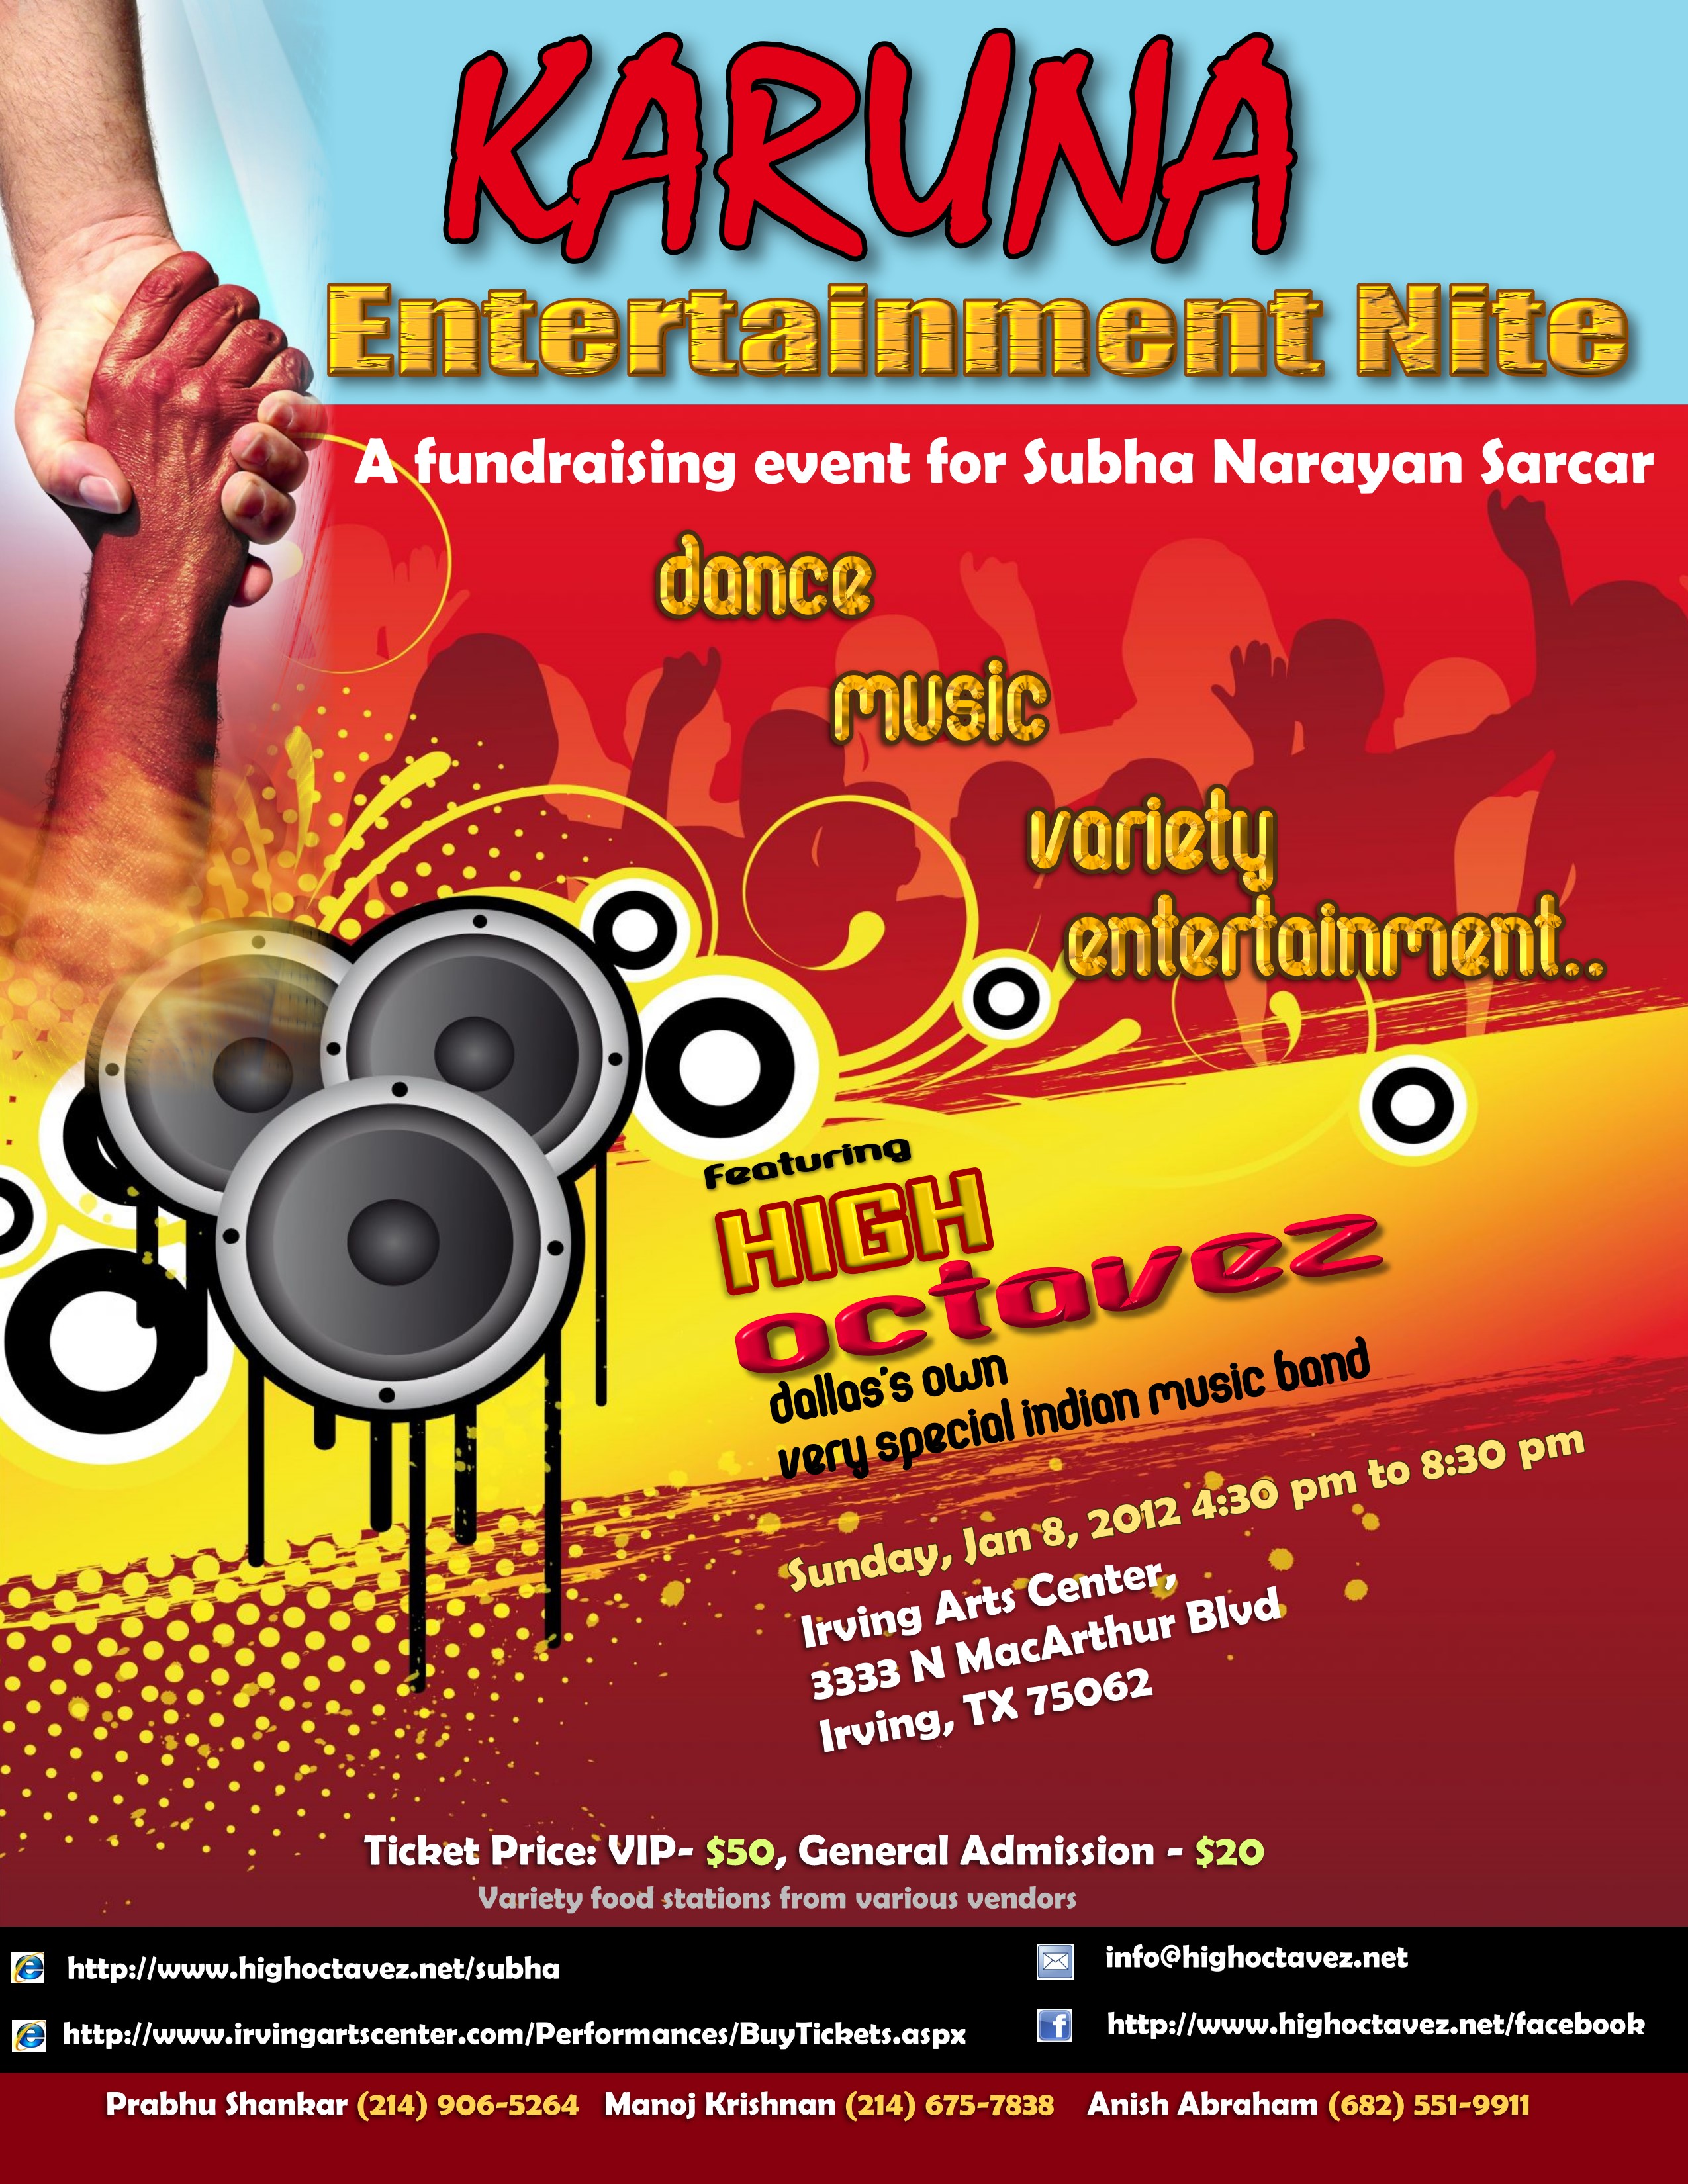 KARUNA
Entertainment Nite
A fundraising event for Subha Narayan Sarcar
dance
music
variety
entertainment..
Featuring
HIGH
octavez
dallas's own
very special indian music band
Sunday, Jan 8, 2012 4:30 pm to 8:30 pm
Irving Arts Center,
3333 N MacArthur Blvd
Irving, TX 75062
Ticket Price: VIP- $50, General Admission - $20
Variety food stations from various vendors
http://www.highoctavez.net/subha
info@highoctavez.net
http://www.irvingartscenter.com/Performances/BuyTickets.aspx
http://www.highoctavez.net/facebook
Prabhu Shankar (214) 906-5264 Manoj Krishnan (214) 675-7838 Anish Abraham (682) 551-9911